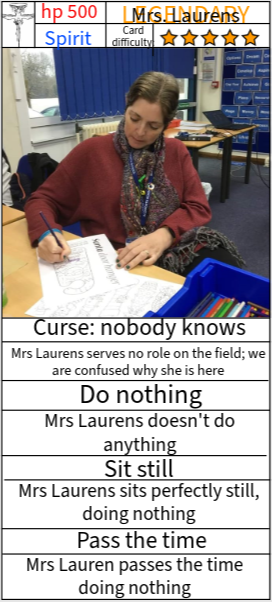 hp 500
LEGENDARY
Mrs. Laurens
Spirit
Card
difficulty:
Curse: nobody knows
Mrs Laurens serves no role on the field; we
are confused why she is here
Do nothing
Mrs Laurens doesn't do
anything
Sit still
Mrs Laurens sits perfectly still,
doing nothing
Pass the time
Mrs Lauren passes the time
doing nothing